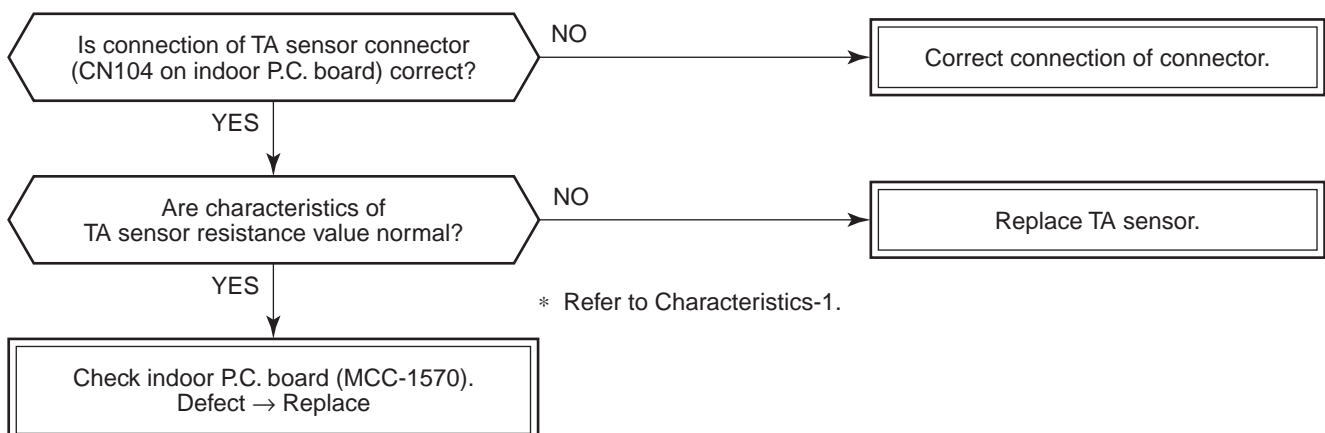 Is connection of TA sensor connector
(CN104 on indoor P.C. board) correct?
NO
Correct connection of connector.
YES
Are characteristics of
TA sensor resistance value normal?
NO
Replace TA sensor.
YES
* Refer to Characteristics-1.
Check indoor P.C. board (MCC-1570).
Defect → Replace